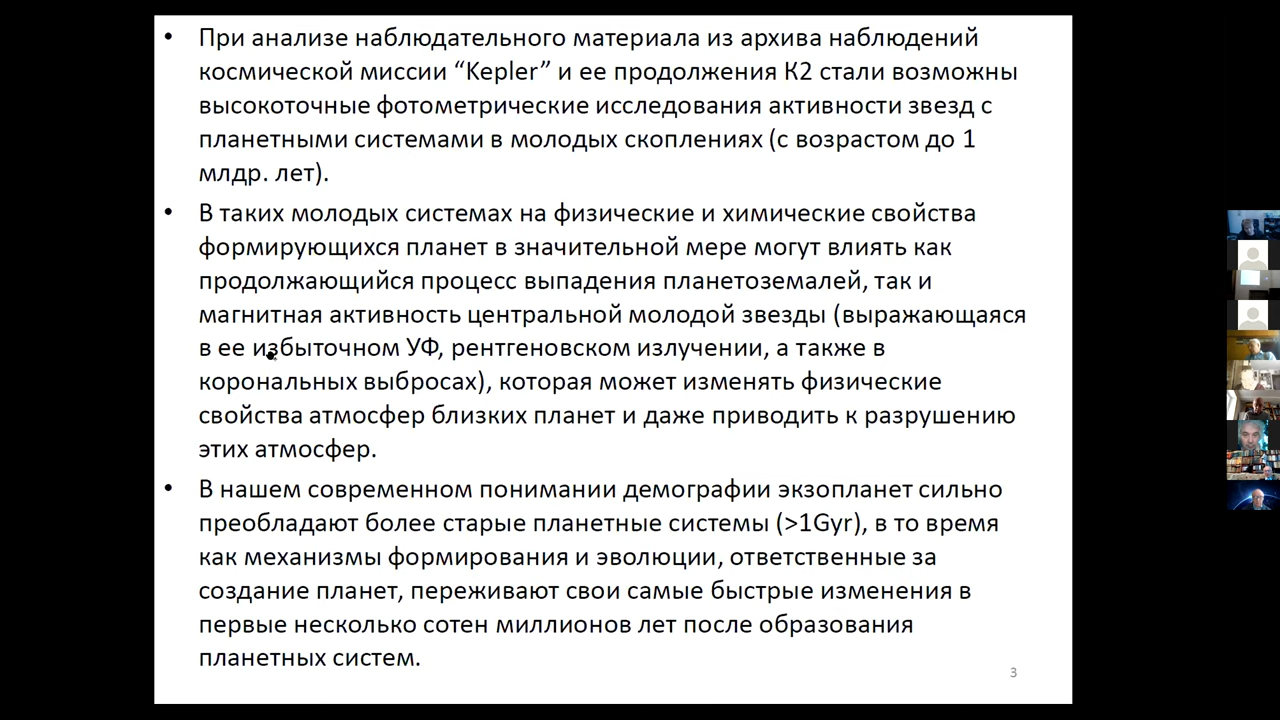 • При анализе наблюдательного материала из архива наблюдений
космической миссии “Kepler” и ее продолжения К2 стали возможны
высокоточные фотометрические исследования активности звезд с
планетными системами в молодых скоплениях (с возрастом до 1
млдр. лет).
• В таких молодых системах на физические и химические свойства
формирующихся планет в значительной мере могут влиять как
продолжающийся процесс выпадения планетоземалей, так и
магнитная активность центральной молодой звезды (выражающаяся
в ее избыточном УФ, рентгеновском излучении, а также в
корональных выбросах), которая может изменять физические
свойства атмосфер близких планет и даже приводить к разрушению
этих атмосфер.
• В нашем современном понимании демографии экзопланет сильно
преобладают более старые планетные системы (>1Gyr), в то время
как механизмы формирования и эволюции, ответственные за
создание планет, переживают свои самые быстрые изменения в
первые несколько сотен миллионов лет после образования
планетных систем.
3